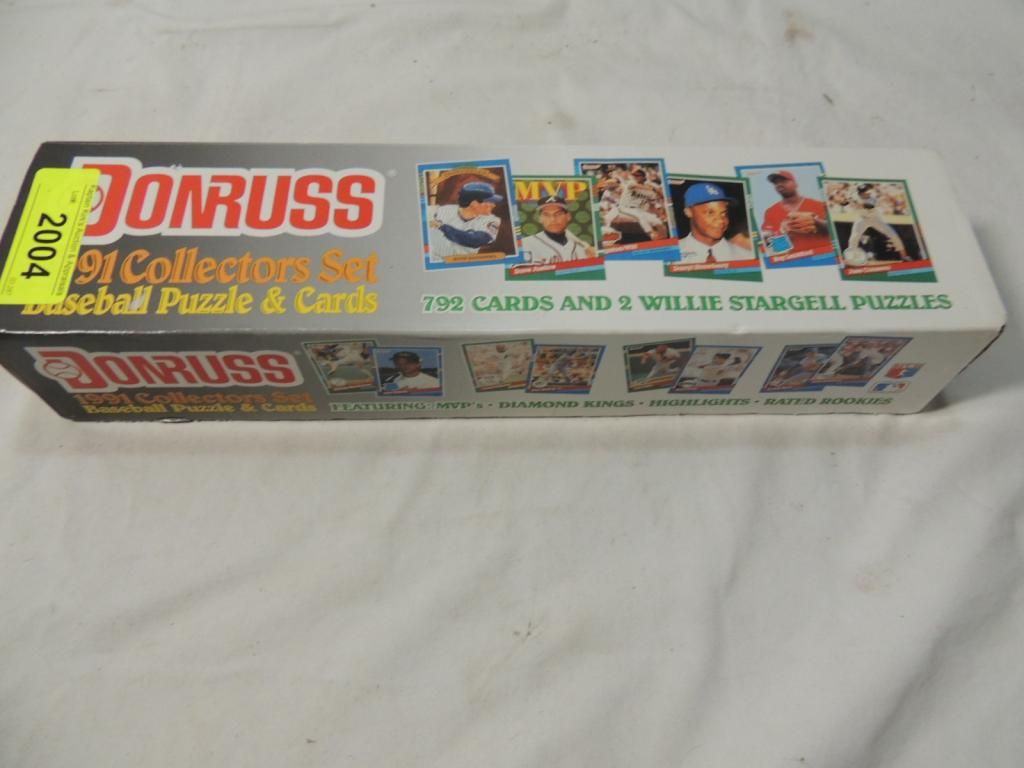 DONRUSS®
91 Collectors Set
Baseball Puzzle & Cards
2004
MVP
792 CARDS AND 2 WILLIE STARGELL PUZZLES
DONRUSS
1991 Collectors Set
Baseball Puzzle & Cards
FEATURING: MVP's • DIAMOND KINGS • HIGHLIGHTS • RATED ROOKIES